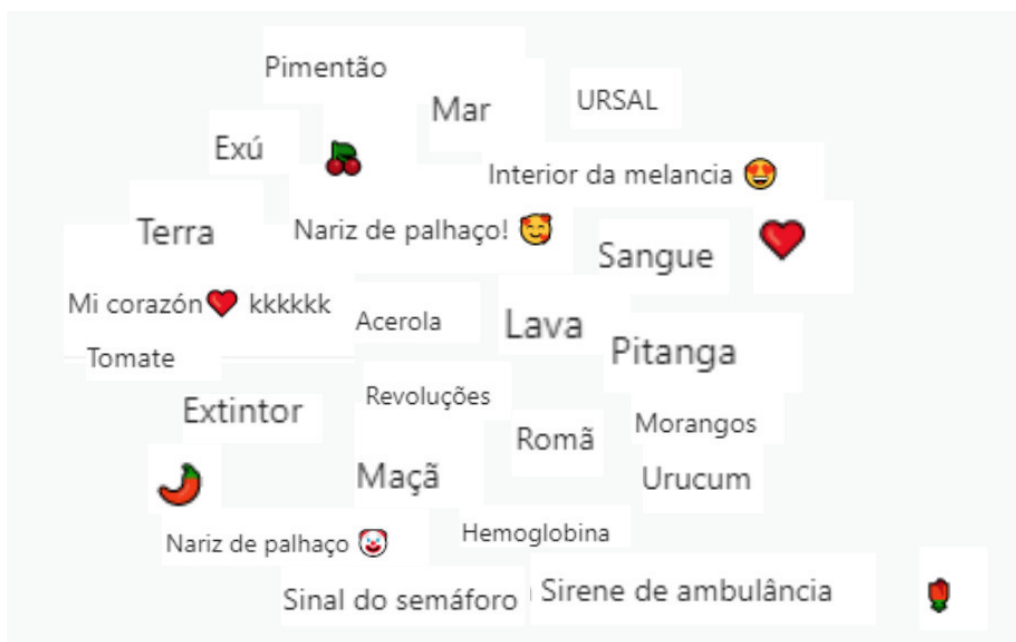 Pimentão
Mar
URSAL
Exú
Interior da melancia 😍
Nariz de palhaço! 🥰
Terra
Sangue
Mi corazón❤️ kkkkkk
Acerola
Lava
Pitanga
Tomate
Revoluções
Extintor
Morangos
Romã
Maçã
Urucum
Hemoglobina
Nariz de palhaço 🤡
Sinal do semáforo
Sirene de ambulância